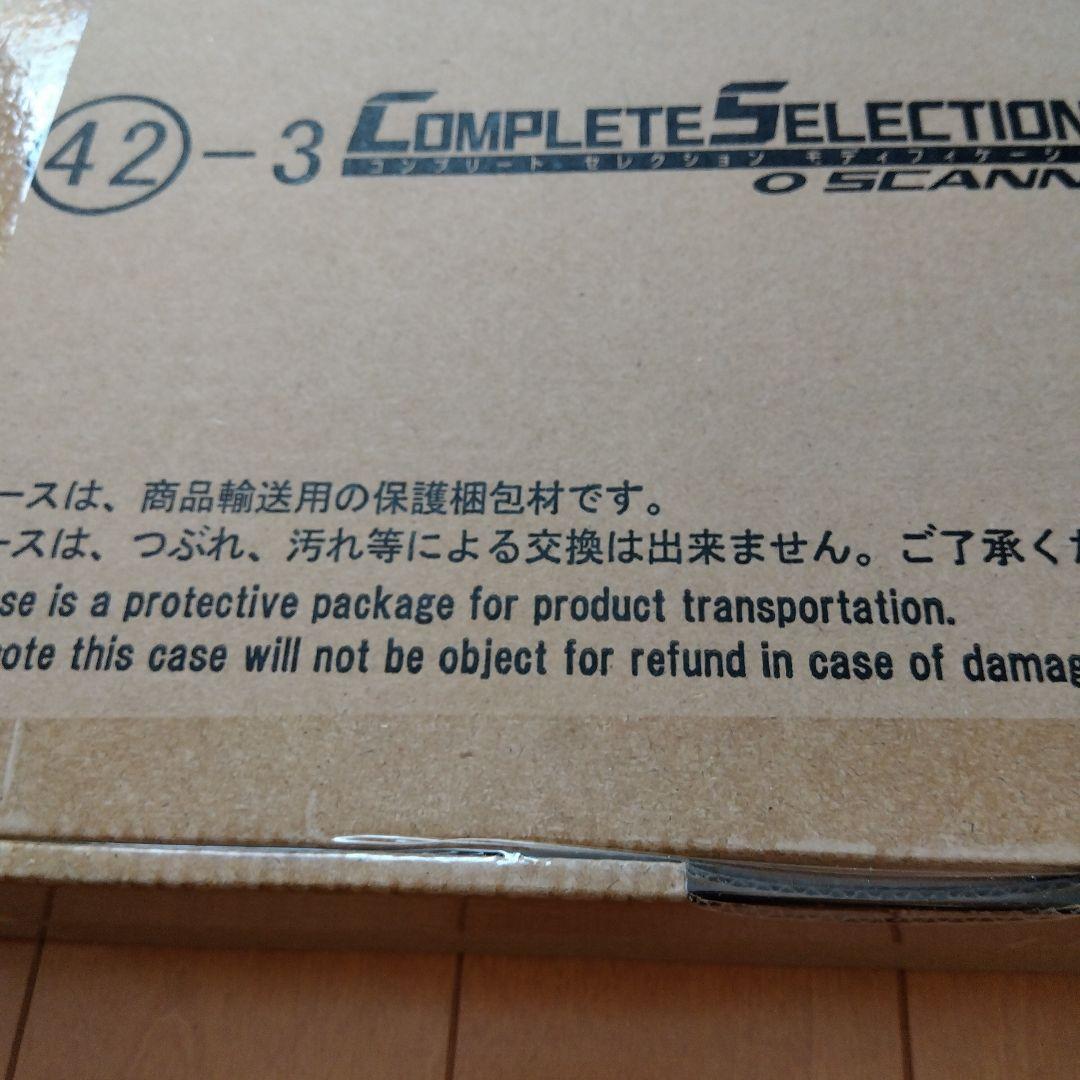 42-3 COMPLETE SELECTION
コンプリート セレクション モディフィケーシ
O SCANN
ースは、商品輸送用の保護梱包材です。
ースは、つぶれ、汚れ等による交換は出来ません。ご了承くだ
se is a protective package for product transportation.
ote this case will not be object for refund in case of damag